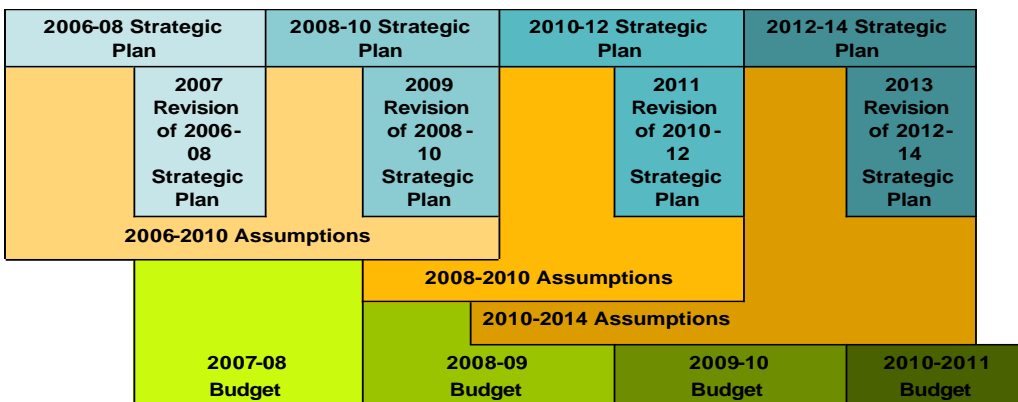 2006-08 Strategic
Plan
2008-10 Strategic
Plan
2010-12 Strategic
Plan
2012-14 Strategic
Plan
2007
Revision
of 2006-
08
Strategic
Plan
2009
Revision
of 2008-
10
Strategic
Plan
2011
Revision
of 2010-
12
Strategic
Plan
2013
Revision
of 2012-
14
Strategic
Plan
2006-2010 Assumptions
2008-2010 Assumptions
2010-2014 Assumptions
2007-08
Budget
2008-09
Budget
2009-10
Budget
2010-2011
Budget